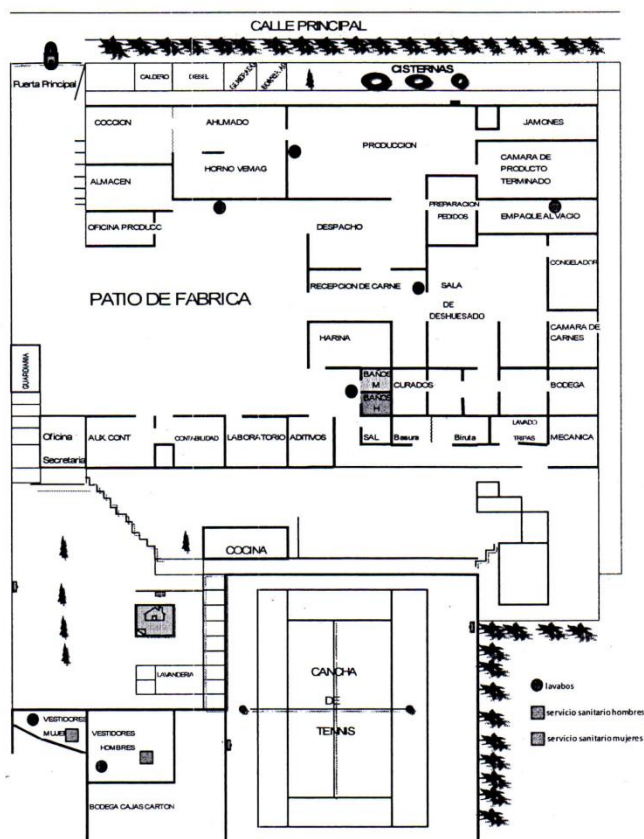 CALLE PRINCIPAL
Puerta Principal
CALDERO
DIESEL
CISTERNAS
COCCION
AHUMADO
PRODUCCION
JAMONES
HORNO VEMAG
CAMARA DE
PRODUCTO
TERMINADO
ALMACEN
PREPARACION
PEDIDOS
OFICINA PRODUCC
DESPACHO
EMPAQUE AL VACIO
CONGELADOR
RECEPCION DE CARNE
SALA
DE
DESHUESADO
PATIO DE FABRICA
HARINA
CAMARA DE
CARNES
GUARDIANIA
BAÑOS
M
BAÑOS
H
CURADOS
BODEGA
Oficina
Secretaria
AUX. CONT
CONTABILIDAD
LABORATORIO
ADITIVOS
SAL
Basura
Biruta
LAVADO
TRIPAS
MECANICA
COCINA
LAVANDERIA
CANCHA
DE
TENNIS
VESTIDORES
VESTIDORES
HOMBRES
BODEGA CAJAS CARTON
lavabos
servicio sanitario hombres
servicio sanitario mujeres